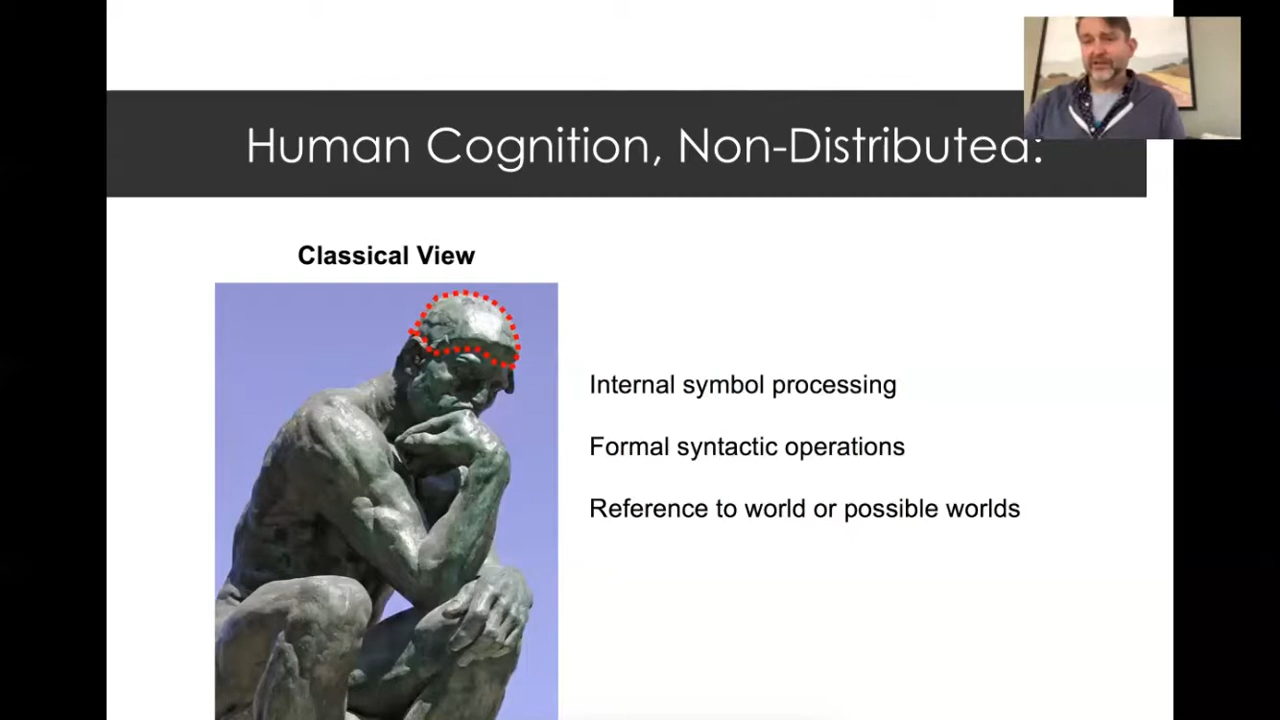 Human Cognition, Non-Distributed:
Classical View
Internal symbol processing
Formal syntactic operations
Reference to world or possible worlds